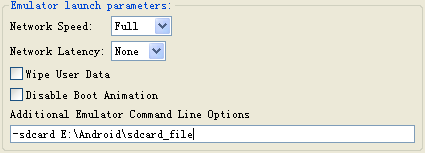 Emulator launch parameters:
Network Speed: Full
Network Latency: None
Wipe User Data
Disable Boot Animation
Additional Emulator Command Line Options
-sdcard E:\Android\sdcard_file